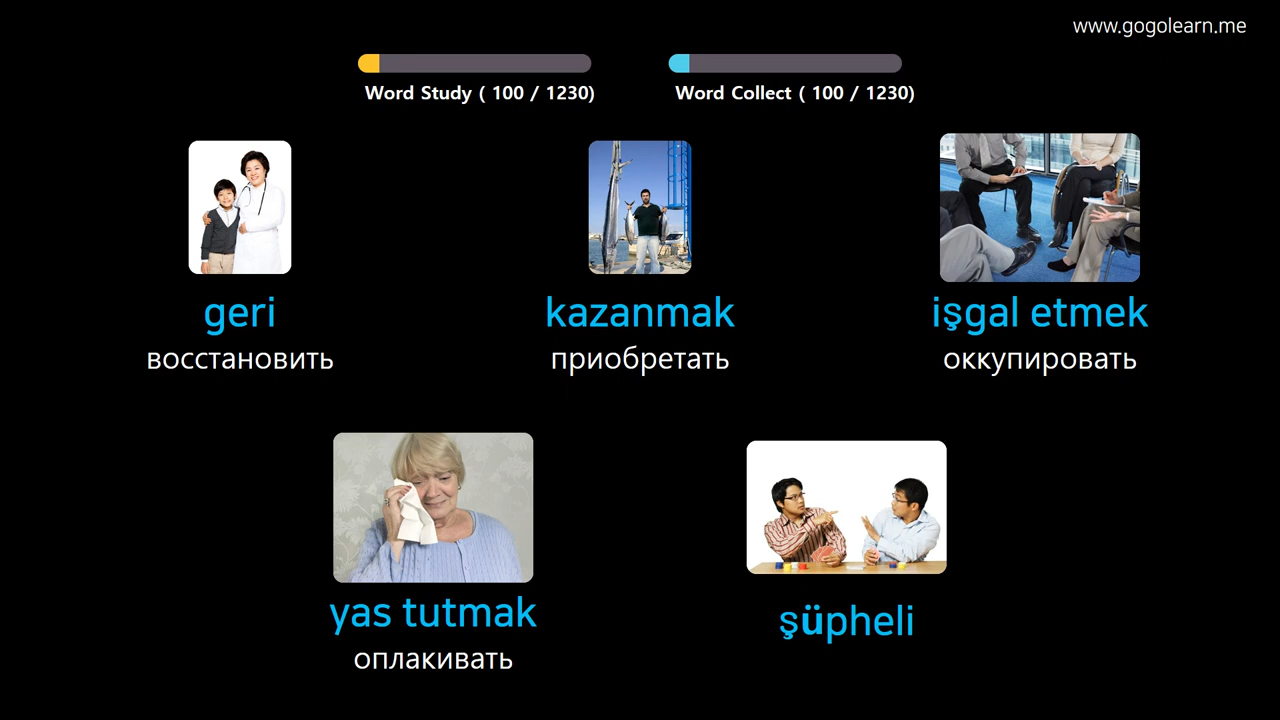 www.gogolearn.me
Word Study ( 100 / 1230)
Word Collect ( 100 / 1230)
geri
восстановить
kazanmak
приобретать
işgal etmek
оккупировать
yas tutmak
оплакивать
şüpheli